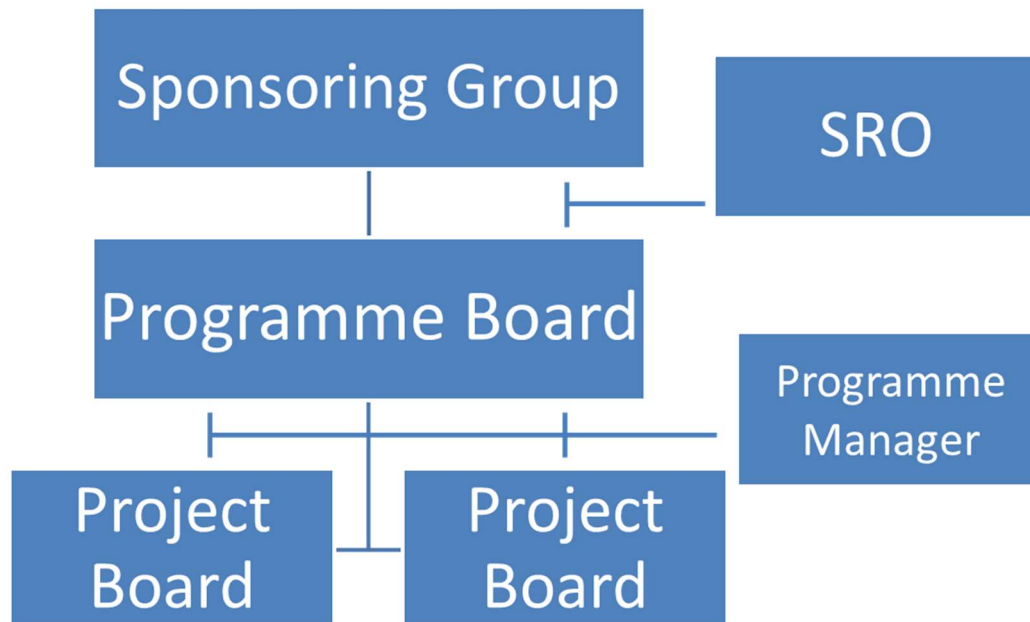 Sponsoring Group
SRO
Programme Board
Programme
Manager
Project
Board
Project
Board